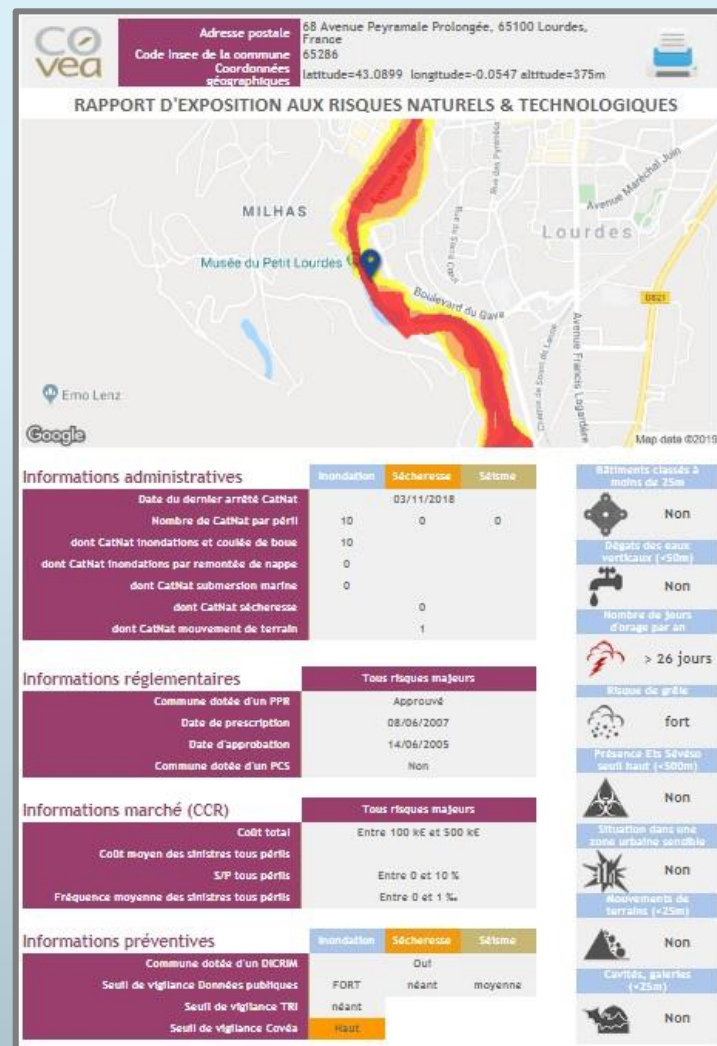 COvea
Adresse postale 68 Avenue Peyramale Prolongée, 65100 Lourdes, France
Code Insee de la commune 65286
Coordonnées géographiques latitude=43.0899 longitude=-0.0547 altitude=375m
RAPPORT D'EXPOSITION AUX RISQUES NATURELS & TECHNOLOGIQUES
MILHAS
Musée du Petit Lourdes
Lourdes
Avenue Maréchal Juin
Rue des Pyrénées
Rue du Sacré Cœur
Boulevard du Gave
D821
Avenue Francis Lagardère
Emo Lenz
Google
Map data ©2019
Informations administratives Inondation Sécheresse Séisme
Date du dernier arrêté CatNat 03/11/2018
Nombre de CatNat par péril 10 0 0
dont CatNat inondations et coulée de boue 10
dont CatNat inondations par remontée de nappe 0
dont CatNat submersion marine 0
dont CatNat sécheresse 0
dont CatNat mouvement de terrain 1
Informations réglementaires Tous risques majeurs
Commune dotée d'un PPR Approuvé
Date de prescription 08/06/2007
Date d'approbation 14/06/2005
Commune dotée d'un PCS Non
Informations marché (CCR) Tous risques majeurs
Coût total Entre 100 k€ et 500 k€
Coût moyen des sinistres tous périls
S/P tous périls Entre 0 et 10 %
Fréquence moyenne des sinistres tous périls Entre 0 et 1 ‰
Informations préventives Inondation Sécheresse Séisme
Commune dotée d'un DICRIM Oui
Seuil de vigilance Données publiques FORT néant moyenne
Seuil de vigilance TRI néant
Seuil de vigilance Covéa Haut
Bâtiments classés à moins de 25m
Non
Dégats des eaux verticaux (<50m)
Non
Nombre de jours d'orage par an
> 26 jours
Risque de grêle
fort
Présence Ets Sévéso seuil haut (<500m)
Non
Situation dans une zone urbaine sensible
Non
Mouvements de terrains (<25m)
Non
Cavités, galeries (<25m)
Non